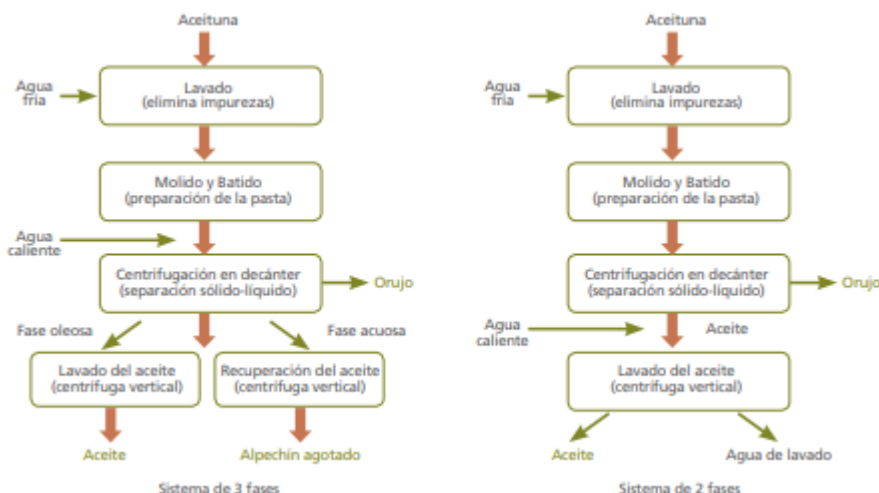 Aceituna
Agua
fría
Lavado
(elimina impurezas)
Molido y Batido
(preparación de la pasta)
Agua
caliente
Centrifugación en decánter
(separación sólido-líquido)
Orujo
Fase oleosa
Fase acuosa
Lavado del aceite
(centrífuga vertical)
Recuperación del aceite
(centrífuga vertical)
Aceite
Alpechín agotado
Sistema de 3 fases
Aceituna
Agua
fría
Lavado
(elimina impurezas)
Molido y Batido
(preparación de la pasta)
Centrifugación en decánter
(separación sólido-líquido)
Orujo
Agua
caliente
Aceite
Lavado del aceite
(centrífuga vertical)
Aceite
Agua de lavado
Sistema de 2 fases